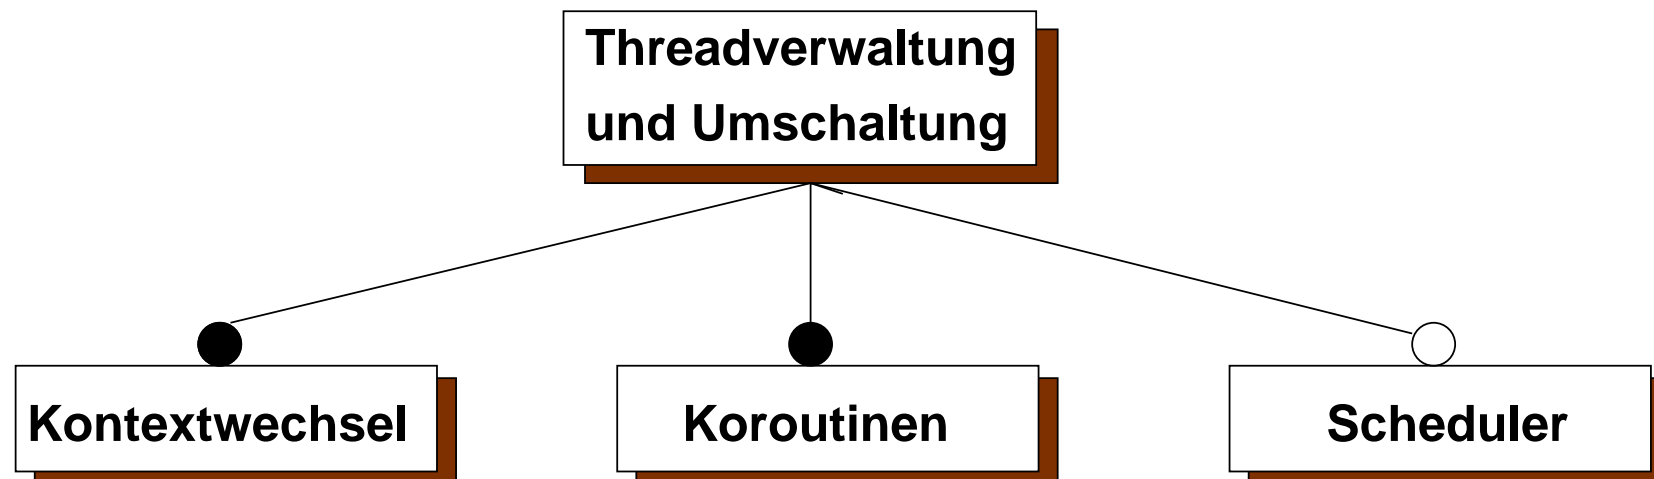 Threadverwaltung
und Umschaltung
Kontextwechsel
Koroutinen
Scheduler